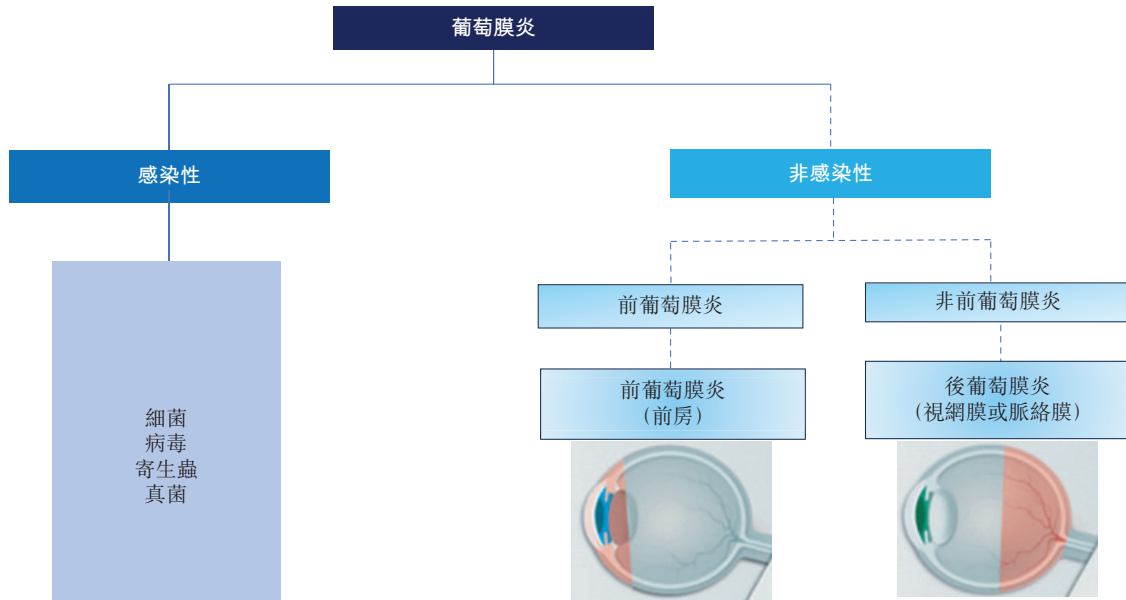 葡萄膜炎
感染性
非感染性
細菌
病毒
寄生蟲
真菌
前葡萄膜炎
非前葡萄膜炎
前葡萄膜炎
(前房)
後葡萄膜炎
(視網膜或脈絡膜)